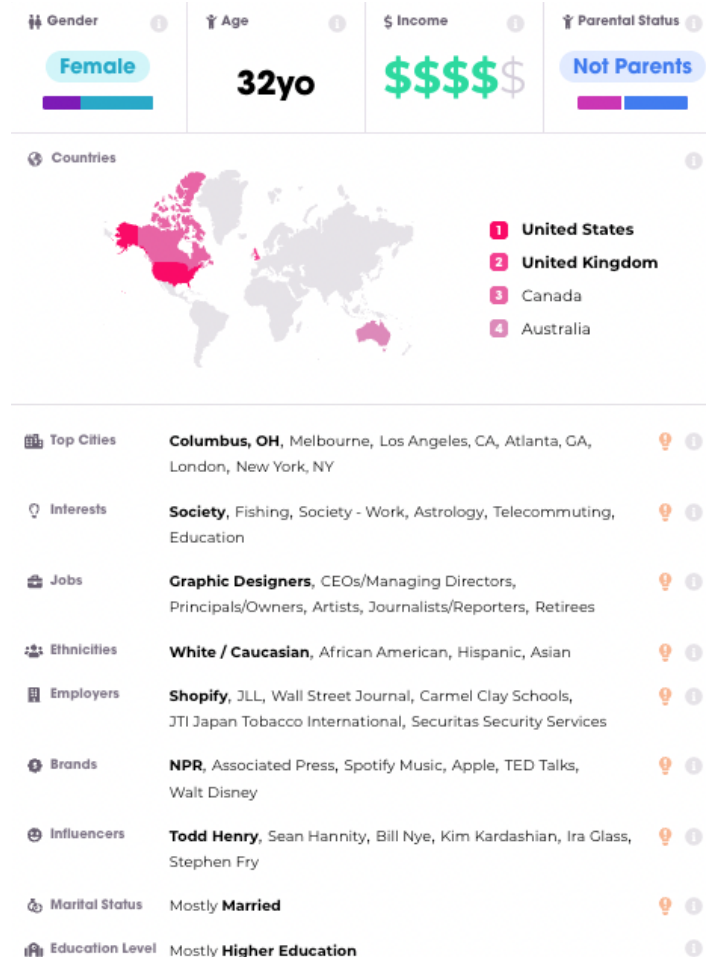 Gender
Age
$ Income
Parental Status
Female
32yo
$$$$$
Not Parents
Countries
1 United States
2 United Kingdom
3 Canada
4 Australia
Top Cities
Columbus, OH, Melbourne, Los Angeles, CA, Atlanta, GA,
London, New York, NY
Interests
Society, Fishing, Society - Work, Astrology, Telecommuting,
Education
Jobs
Graphic Designers, CEOs/Managing Directors,
Principals/Owners, Artists, Journalists/Reporters, Retirees
Ethnicities
White / Caucasian, African American, Hispanic, Asian
Employers
Shopify, JLL, Wall Street Journal, Carmel Clay Schools,
JTI Japan Tobacco International, Securitas Security Services
Brands
NPR, Associated Press, Spotify Music, Apple, TED Talks,
Walt Disney
Influencers
Todd Henry, Sean Hannity, Bill Nye, Kim Kardashian, Ira Glass,
Stephen Fry
Marital Status
Mostly Married
Education Level
Mostly Higher Education